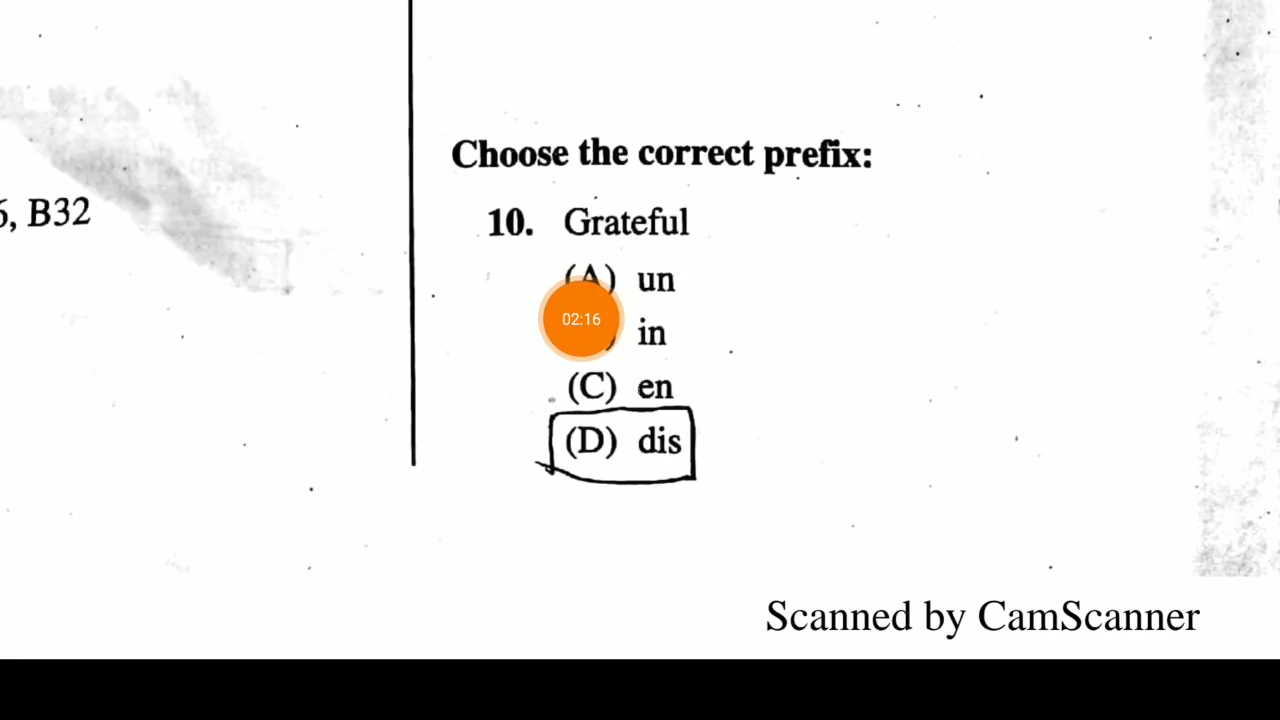 Choose the correct prefix:
6, B32
10. Grateful
(A) un
02:16
) in
(C) en
(D) dis
Scanned by CamScanner